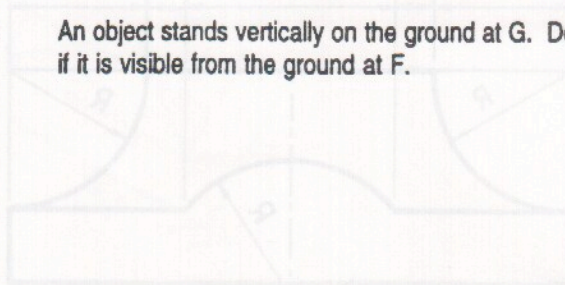 An object stands vertically on the ground at G.
if it is visible from the ground at F.